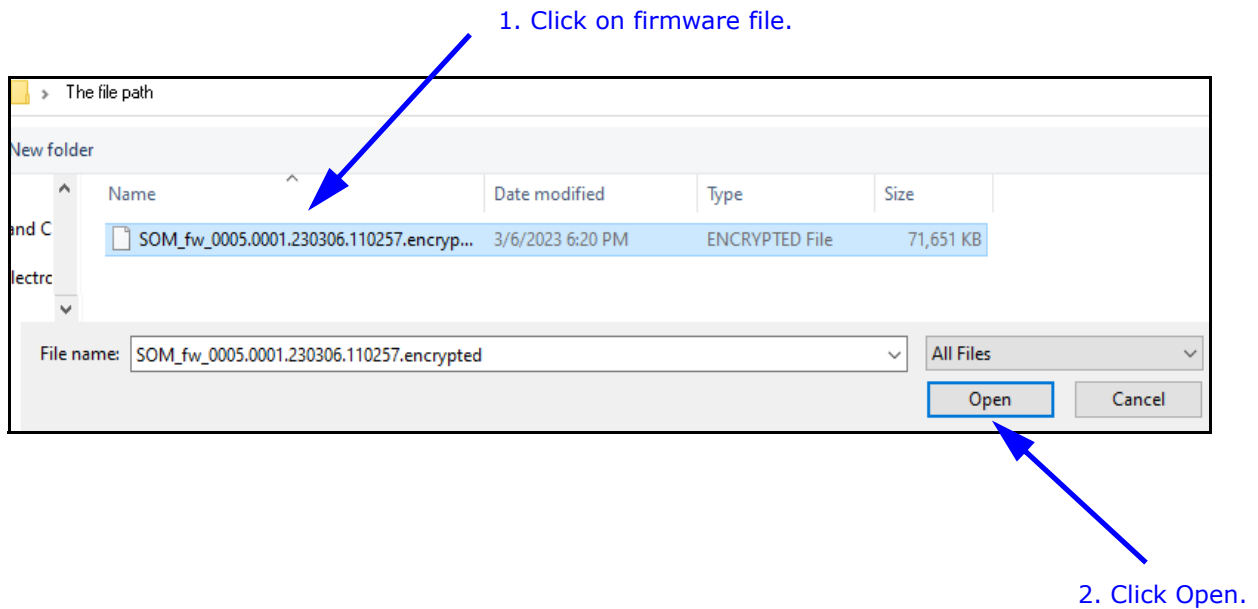 1. Click on firmware file.
The file path
New folder
Name Date modified Type Size
and C
SOM_fw_0005.0001.230306.110257.encryp... 3/6/2023 6:20 PM ENCRYPTED File 71,651 KB
lectrc
File name: SOM_fw_0005.0001.230306.110257.encrypted All Files
Open Cancel
2. Click Open.